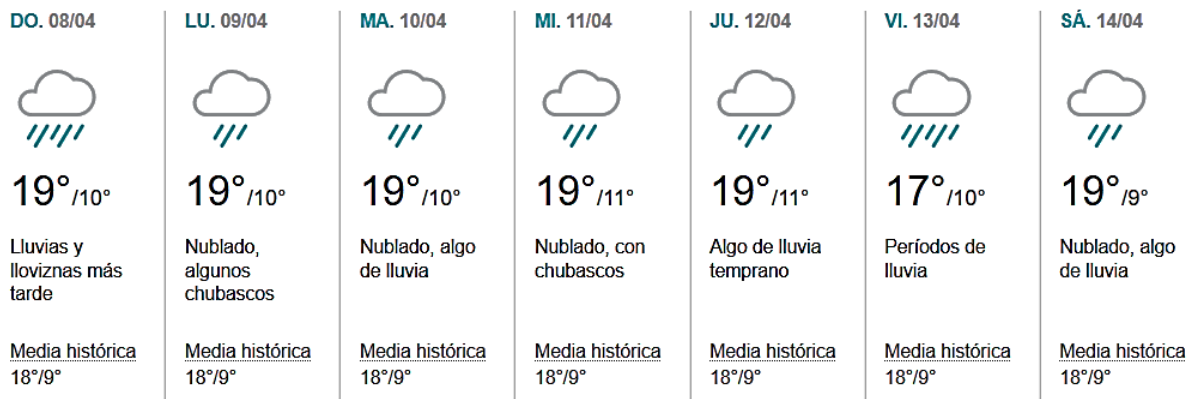 DO. 08/04
19°/10°
Lluvias y
lloviznas más
tarde
Media histórica
18°/9°
LU. 09/04
19°/10°
Nublado,
algunos
chubascos
Media histórica
18°/9°
MA. 10/04
19°/10°
Nublado, algo
de lluvia
Media histórica
18°/9°
MI. 11/04
19°/11°
Nublado, con
chubascos
Media histórica
18°/9°
JU. 12/04
19°/11°
Algo de lluvia
temprano
Media histórica
18°/9°
VI. 13/04
17°/10°
Períodos de
lluvia
Media histórica
18°/9°
SÁ. 14/04
19°/9°
Nublado, algo
de lluvia
Media histórica
18°/9°